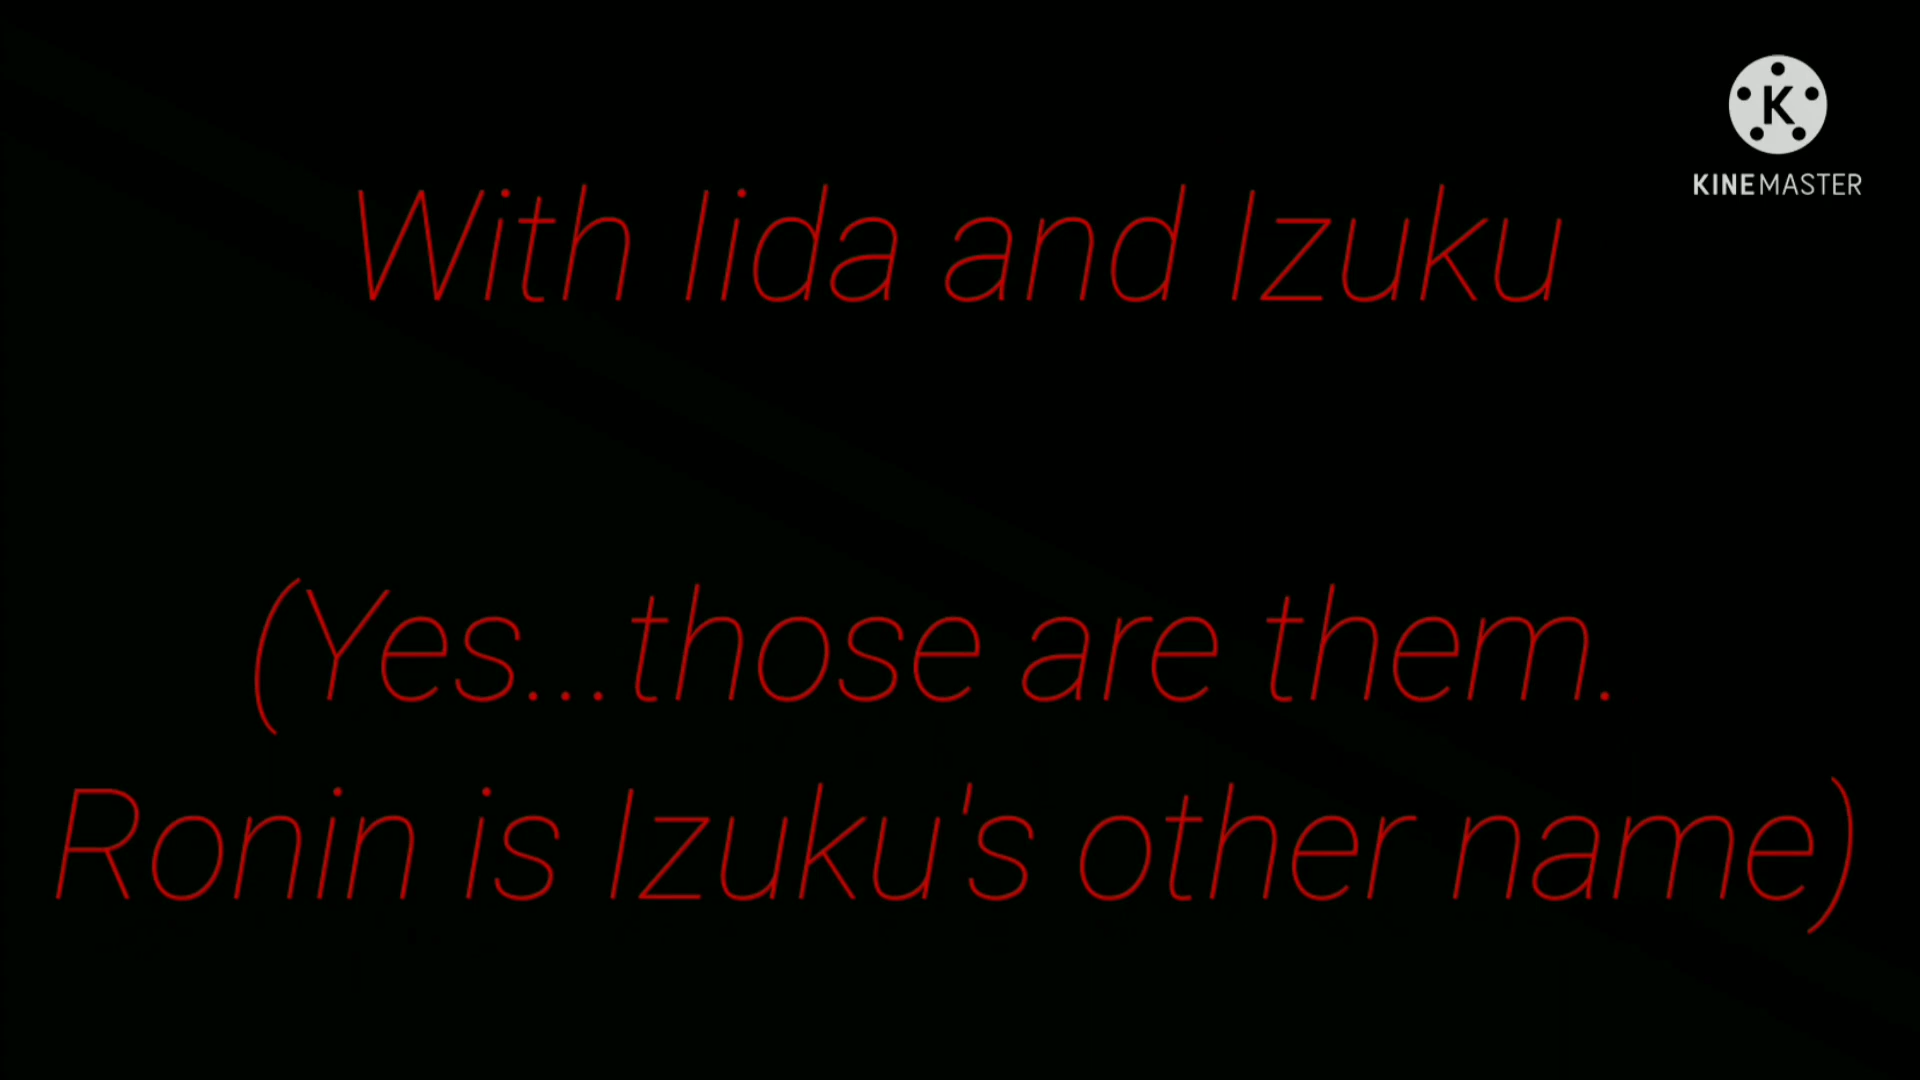 K
KINEMASTER
With Iida and Izuku
(Yes...those are them.
Ronin is Izuku's other name)